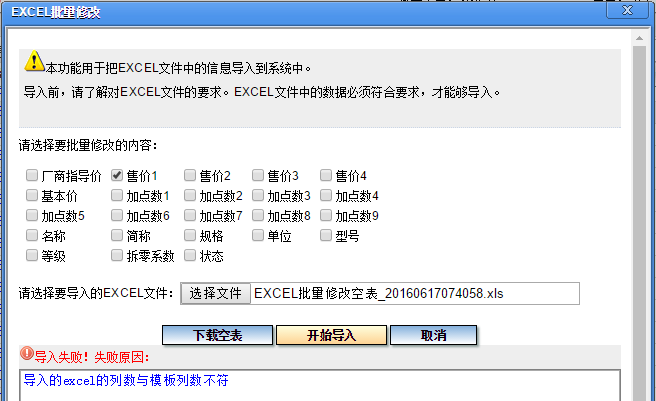 EXCEL批量修改
本功能用于把EXCEL文件中的信息导入到系统中。
导入前，请了解对EXCEL文件的要求。EXCEL文件中的数据必须符合要求，才能够导入。
请选择要批量修改的内容：
厂商指导价 售价1 售价2 售价3 售价4
基本价 加点数1 加点数2 加点数3 加点数4
加点数5 加点数6 加点数7 加点数8 加点数9
名称 简称 规格 单位 型号
等级 拆零系数 状态
请选择要导入的EXCEL文件： 选择文件 EXCEL批量修改空表_20160617074058.xls
下载空表 开始导入 取消
导入失败！失败原因：
导入的excel的列数与模板列数不符